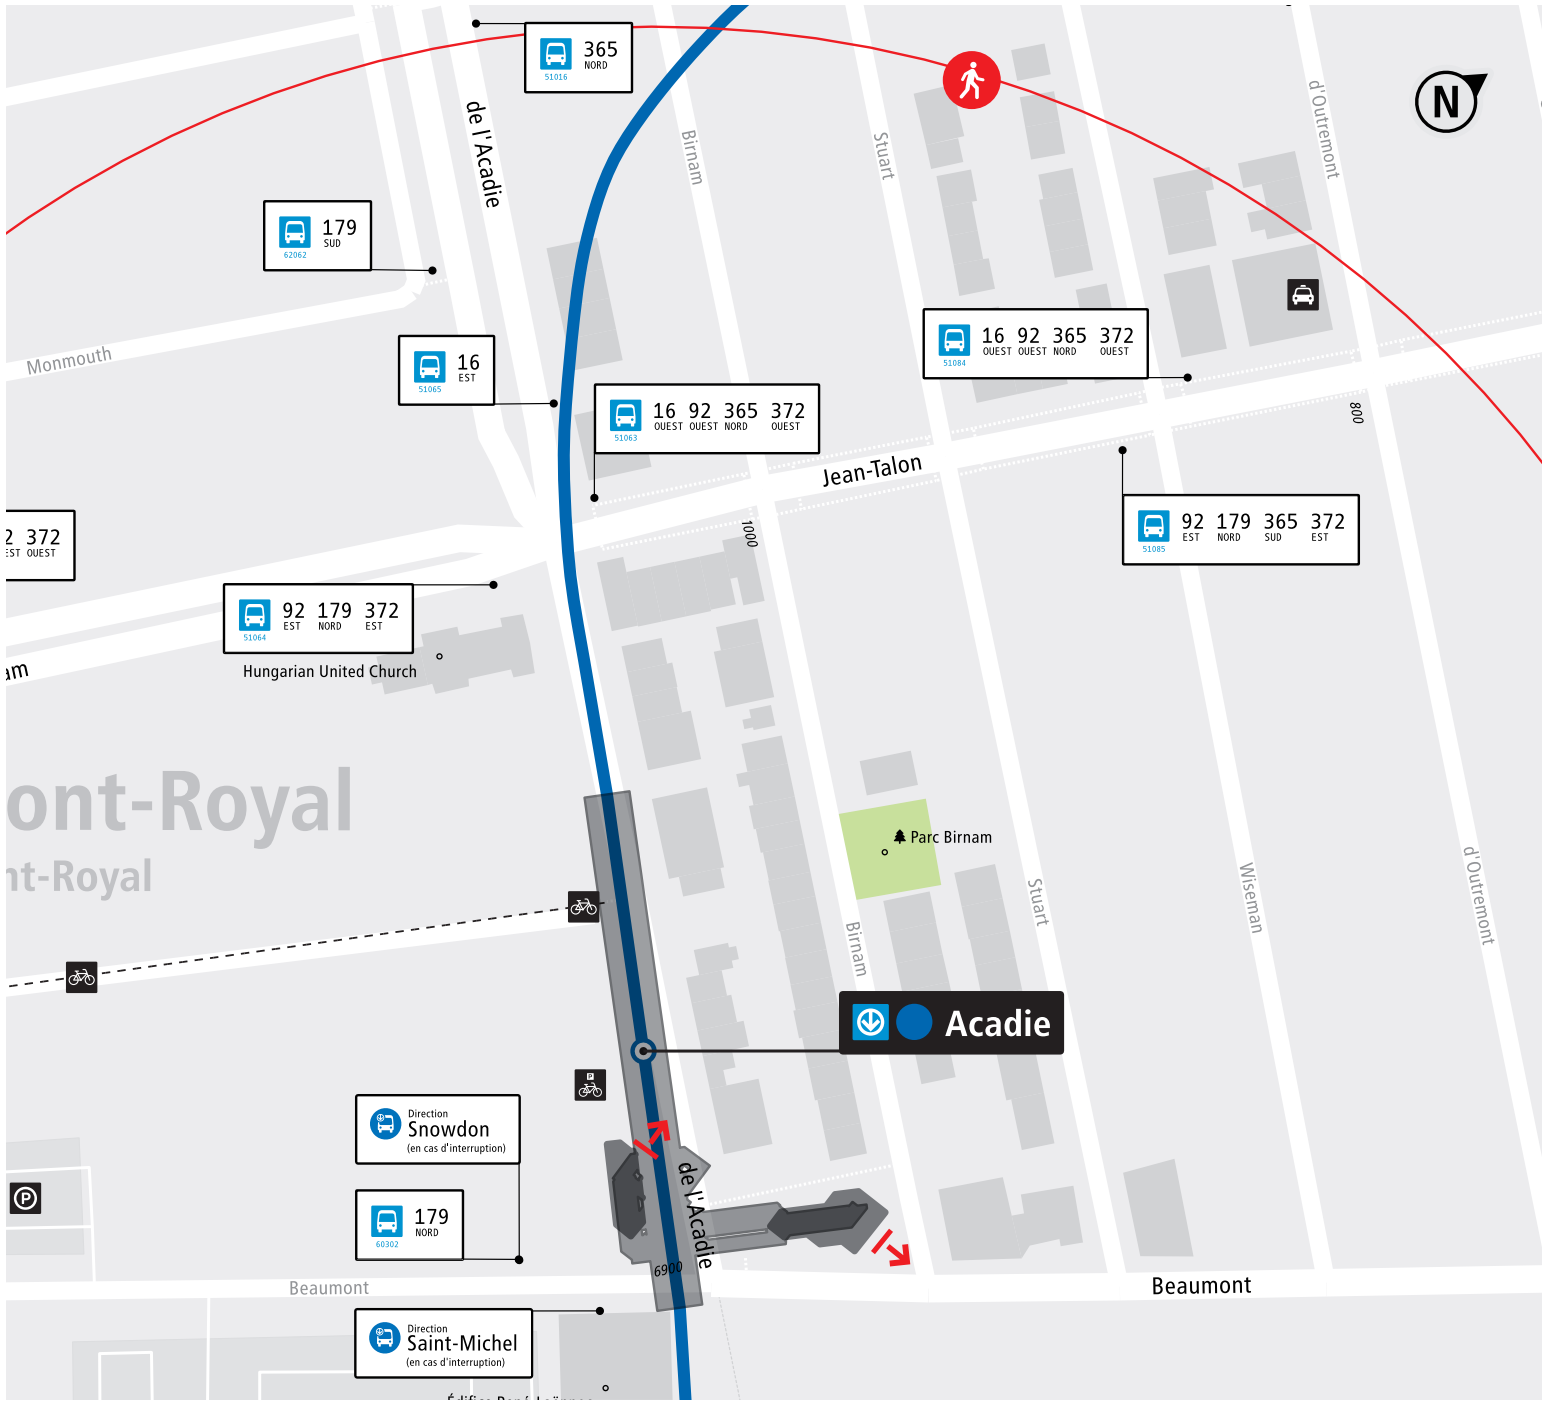 365
NORD
51016
de l'Acadie
Birnam
Stuart
d'Outremont
N
179
SUD
62062
Monmouth
16
EST
51065
16 92 365 372
OUEST OUEST NORD OUEST
51063
16 92 365 372
OUEST OUEST NORD OUEST
51084
800
Jean-Talon
1000
92 179 365 372
EST NORD SUD EST
51085
2 372
EST OUEST
92 179 372
EST NORD EST
51064
Hungarian United Church
am
ont-Royal
nt-Royal
Parc Birnam
Birnam
Stuart
Wiseman
d'Outremont
Acadie
P
Direction
Snowdon
(en cas d'interruption)
P
179
NORD
60302
de l'Acadie
6900
Beaumont
Beaumont
Direction
Saint-Michel
(en cas d'interruption)